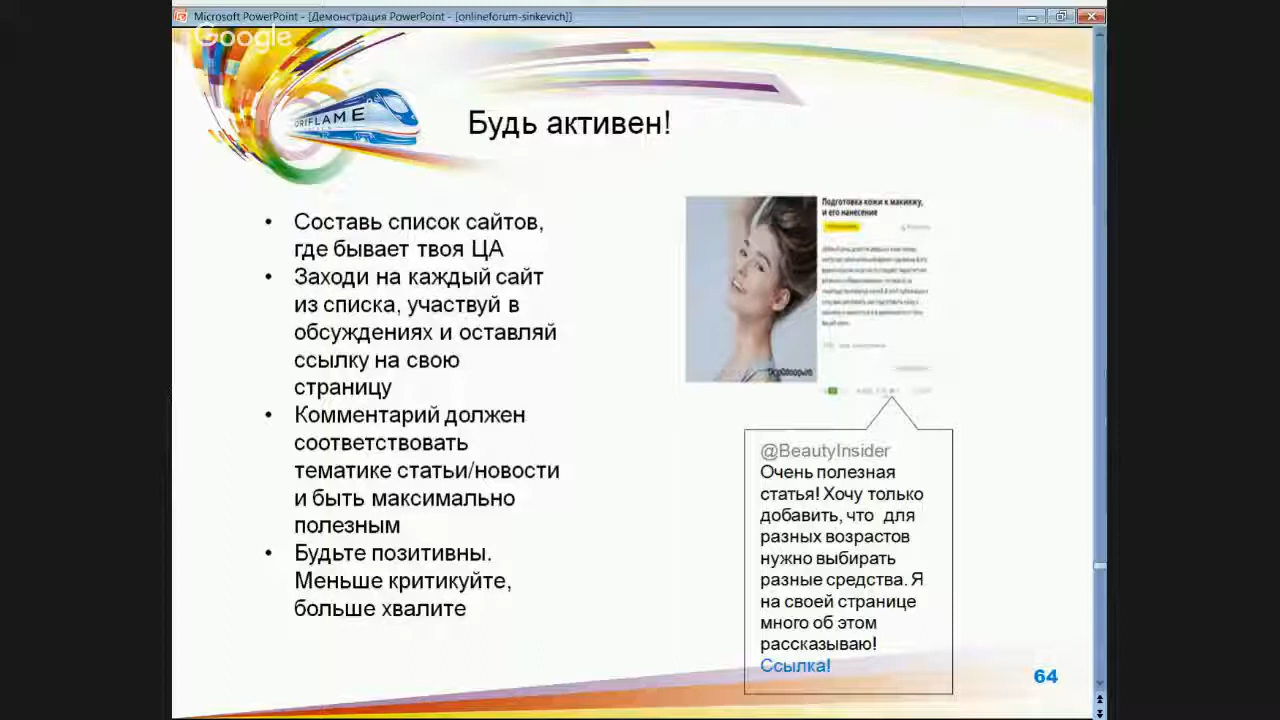 Microsoft PowerPoint - [Демонстрация PowerPoint - [onlineforum-sinkevich]]
Google
ORIFLAME
Будь активен!
• Составь список сайтов,
где бывает твоя ЦА
• Заходи на каждый сайт
из списка, участвуй в
обсуждениях и оставляй
ссылку на свою
страницу
• Комментарий должен
соответствовать
тематике статьи/новости
и быть максимально
полезным
• Будьте позитивны.
Меньше критикуйте,
больше хвалите
Подготовка кожи к макияжу,
и его нанесение
@BeautyInsider
Очень полезная
статья! Хочу только
добавить, что для
разных возрастов
нужно выбирать
разные средства. Я
на своей странице
много об этом
рассказываю!
Ссылка!
64